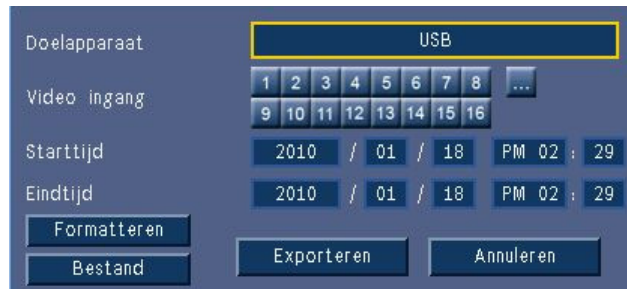 Doelapparaat USB
Video ingang 1 2 3 4 5 6 7 8 ...
9 10 11 12 13 14 15 16
Starttijd 2010 / 01 / 18 PM 02 : 29
Eindtijd 2010 / 01 / 18 PM 02 : 29
Formatteren
Exporteren Annuleren
Bestand